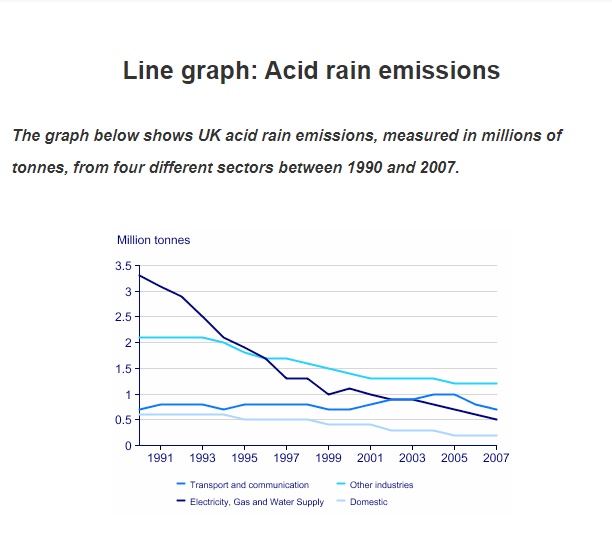 Line graph: Acid rain emissions
The graph below shows UK acid rain emissions, measured in millions of
tonnes, from four different sectors between 1990 and 2007.
Million tonnes
3.5
3
2.5
2
1.5
1
0.5
0
1991 1993 1995 1997 1999 2001 2003 2005 2007
Transport and communication Other industries
Electricity, Gas and Water Supply Domestic